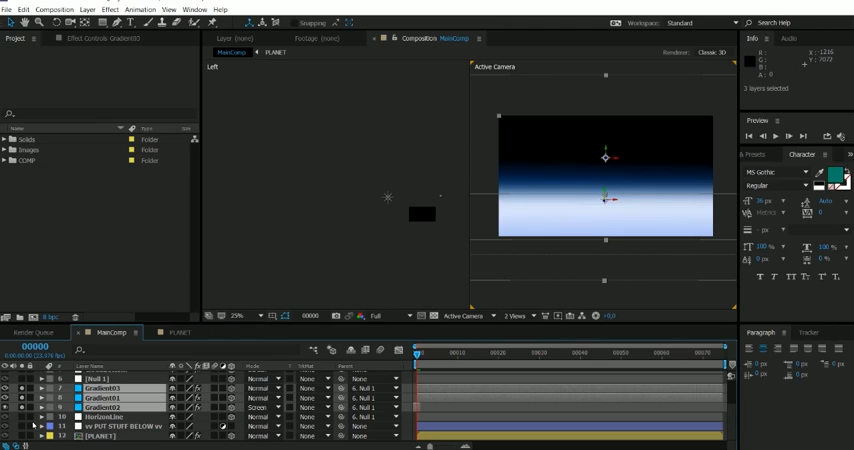 File Edit Composition Layer Effect Animation View Window Help
Snapping Workspace: Standard Search Help
Project Effect Controls Gradient03 Layer (none) Footage (none) Composition MainComp Info Audio
MainComp PLANET Renderer: Classic 3D
Left Active Camera
R: G: B: A: 0
X: -1216
Y: 7072
3 layers selected
Name Type Size
Solids Folder
Images Folder
COMP Folder
Preview
& Presets Character
MS Gothic
Regular
36 px Auto
Metrics 0
- px
100 % 100 %
0 px 0 %
T T TT Tt T' T,
8 bpc 25% 00000 Full Active Camera 2 Views +0,0
Render Queue MainComp PLANET
00000
0:00:00:00 (23.976 fps)
# Layer Name Mode T TrkMat Parent
00010 00020 00030 00040 00050 00060 00070
6 [Null 1] Normal None None
7 Gradient03 Normal None 6. Null 1
8 Gradient01 Normal None 6. Null 1
9 Gradient02 Screen None 6. Null 1
10 HorizonLine Normal None 6. Null 1
11 vv PUT STUFF BELOW vv Normal None None
12 [PLANET] Normal None None
Paragraph Tracker
0 px 0 px
0 px 0 px